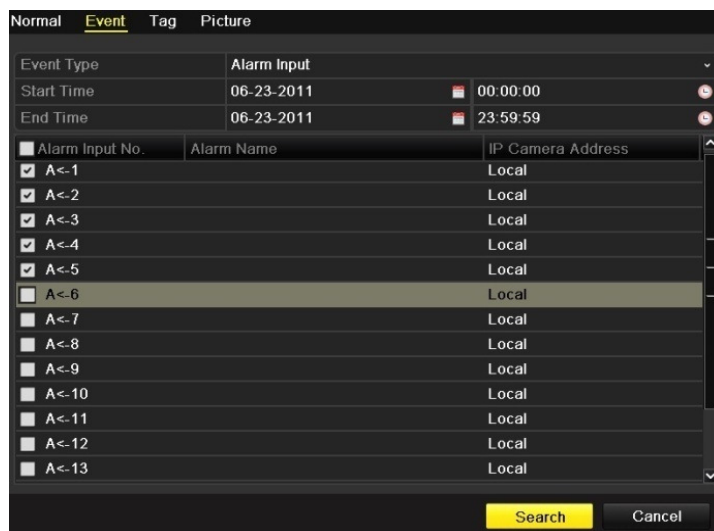 Normal Event Tag Picture
Event Type Alarm Input
Start Time 06-23-2011 00:00:00
End Time 06-23-2011 23:59:59
Alarm Input No. Alarm Name IP Camera Address
A<-1 Local
A<-2 Local
A<-3 Local
A<-4 Local
A<-5 Local
A<-6 Local
A<-7 Local
A<-8 Local
A<-9 Local
A<-10 Local
A<-11 Local
A<-12 Local
A<-13 Local
Search Cancel